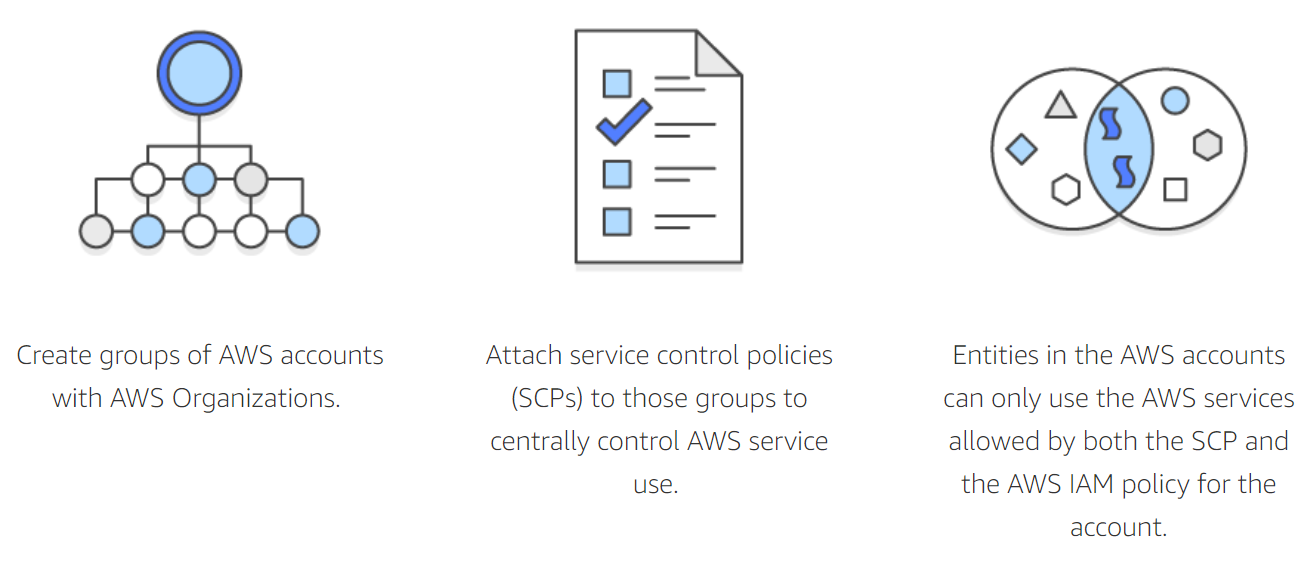 Create groups of AWS accounts
with AWS Organizations.
Attach service control policies
(SCPs) to those groups to
centrally control AWS service
use.
Entities in the AWS accounts
can only use the AWS services
allowed by both the SCP and
the AWS IAM policy for the
account.